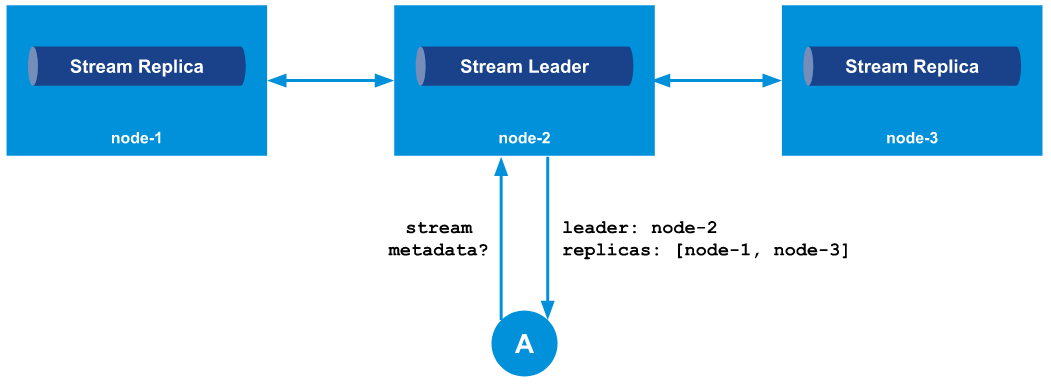 Stream Replica
Stream Leader
Stream Replica
node-1
node-2
node-3
stream
metadata?
leader: node-2
replicas: [node-1, node-3]
A